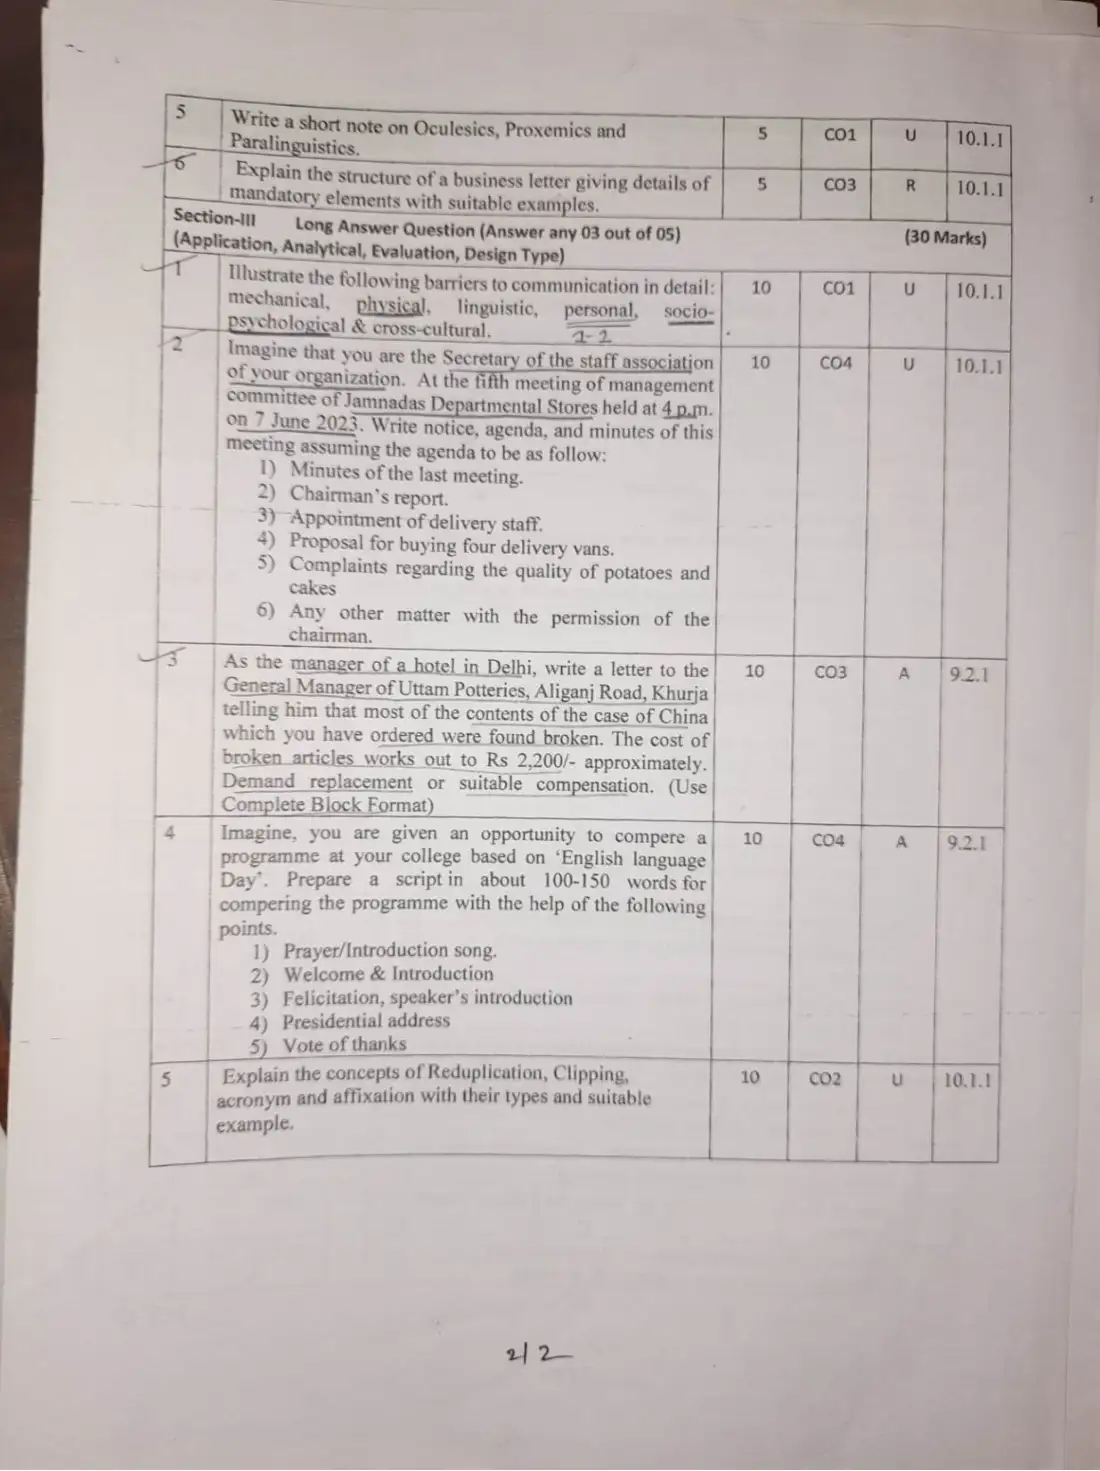 5 Write a short note on Oculesics, Proxemics and 5 CO1 U 10.1.1
Paralinguistics.
6 Explain the structure of a business letter giving details of 5 CO3 R 10.1.1
mandatory elements with suitable examples.
Section-III Long Answer Question (Answer any 03 out of 05) (30 Marks)
(Application, Analytical, Evaluation, Design Type)
1 Illustrate the following barriers to communication in detail: 10 CO1 U 10.1.1
mechanical, physical, linguistic, personal, socio-
psychological & cross-cultural. 1-2
2 Imagine that you are the Secretary of the staff association 10 CO4 U 10.1.1
of your organization. At the fifth meeting of management
committee of Jamnadas Departmental Stores held at 4 p.m.
on 7 June 2023. Write notice, agenda, and minutes of this
meeting assuming the agenda to be as follow:
1) Minutes of the last meeting.
2) Chairman's report.
3) Appointment of delivery staff.
4) Proposal for buying four delivery vans.
5) Complaints regarding the quality of potatoes and
cakes
6) Any other matter with the permission of the
chairman.
3 As the manager of a hotel in Delhi, write a letter to the 10 CO3 A 9.2.1
General Manager of Uttam Potteries, Aliganj Road, Khurja
telling him that most of the contents of the case of China
which you have ordered were found broken. The cost of
broken articles works out to Rs 2,200/- approximately.
Demand replacement or suitable compensation. (Use
Complete Block Format)
4 Imagine, you are given an opportunity to compere a 10 CO4 A 9.2.1
programme at your college based on 'English language
Day'. Prepare a script in about 100-150 words for
compering the programme with the help of the following
points.
1) Prayer/Introduction song.
2) Welcome & Introduction
3) Felicitation, speaker's introduction
4) Presidential address
5) Vote of thanks
5 Explain the concepts of Reduplication, Clipping, 10 CO2 U 10.1.1
acronym and affixation with their types and suitable
example.
2/2